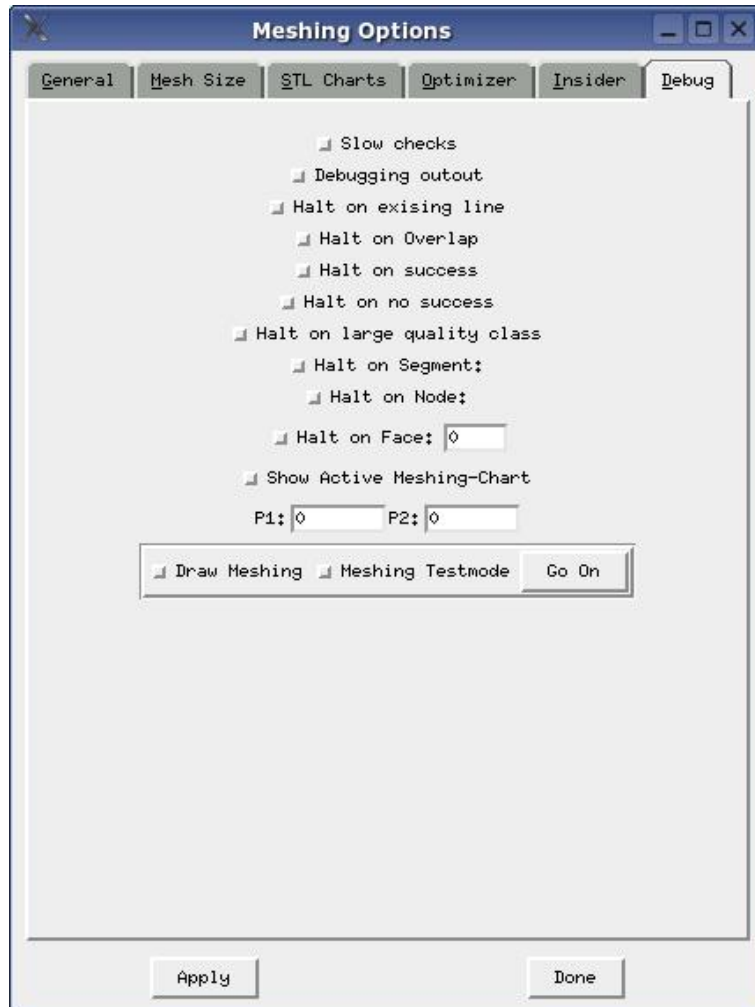 Meshing Options
General Mesh Size STL Charts Optimizer Insider Debug
Slow checks
Debugging outout
Halt on exising line
Halt on Overlap
Halt on success
Halt on no success
Halt on large quality class
Halt on Segment:
Halt on Node:
Halt on Face: 0
Show Active Meshing-Chart
P1: 0 P2: 0
Draw Meshing Meshing Testmode Go On
Apply Done